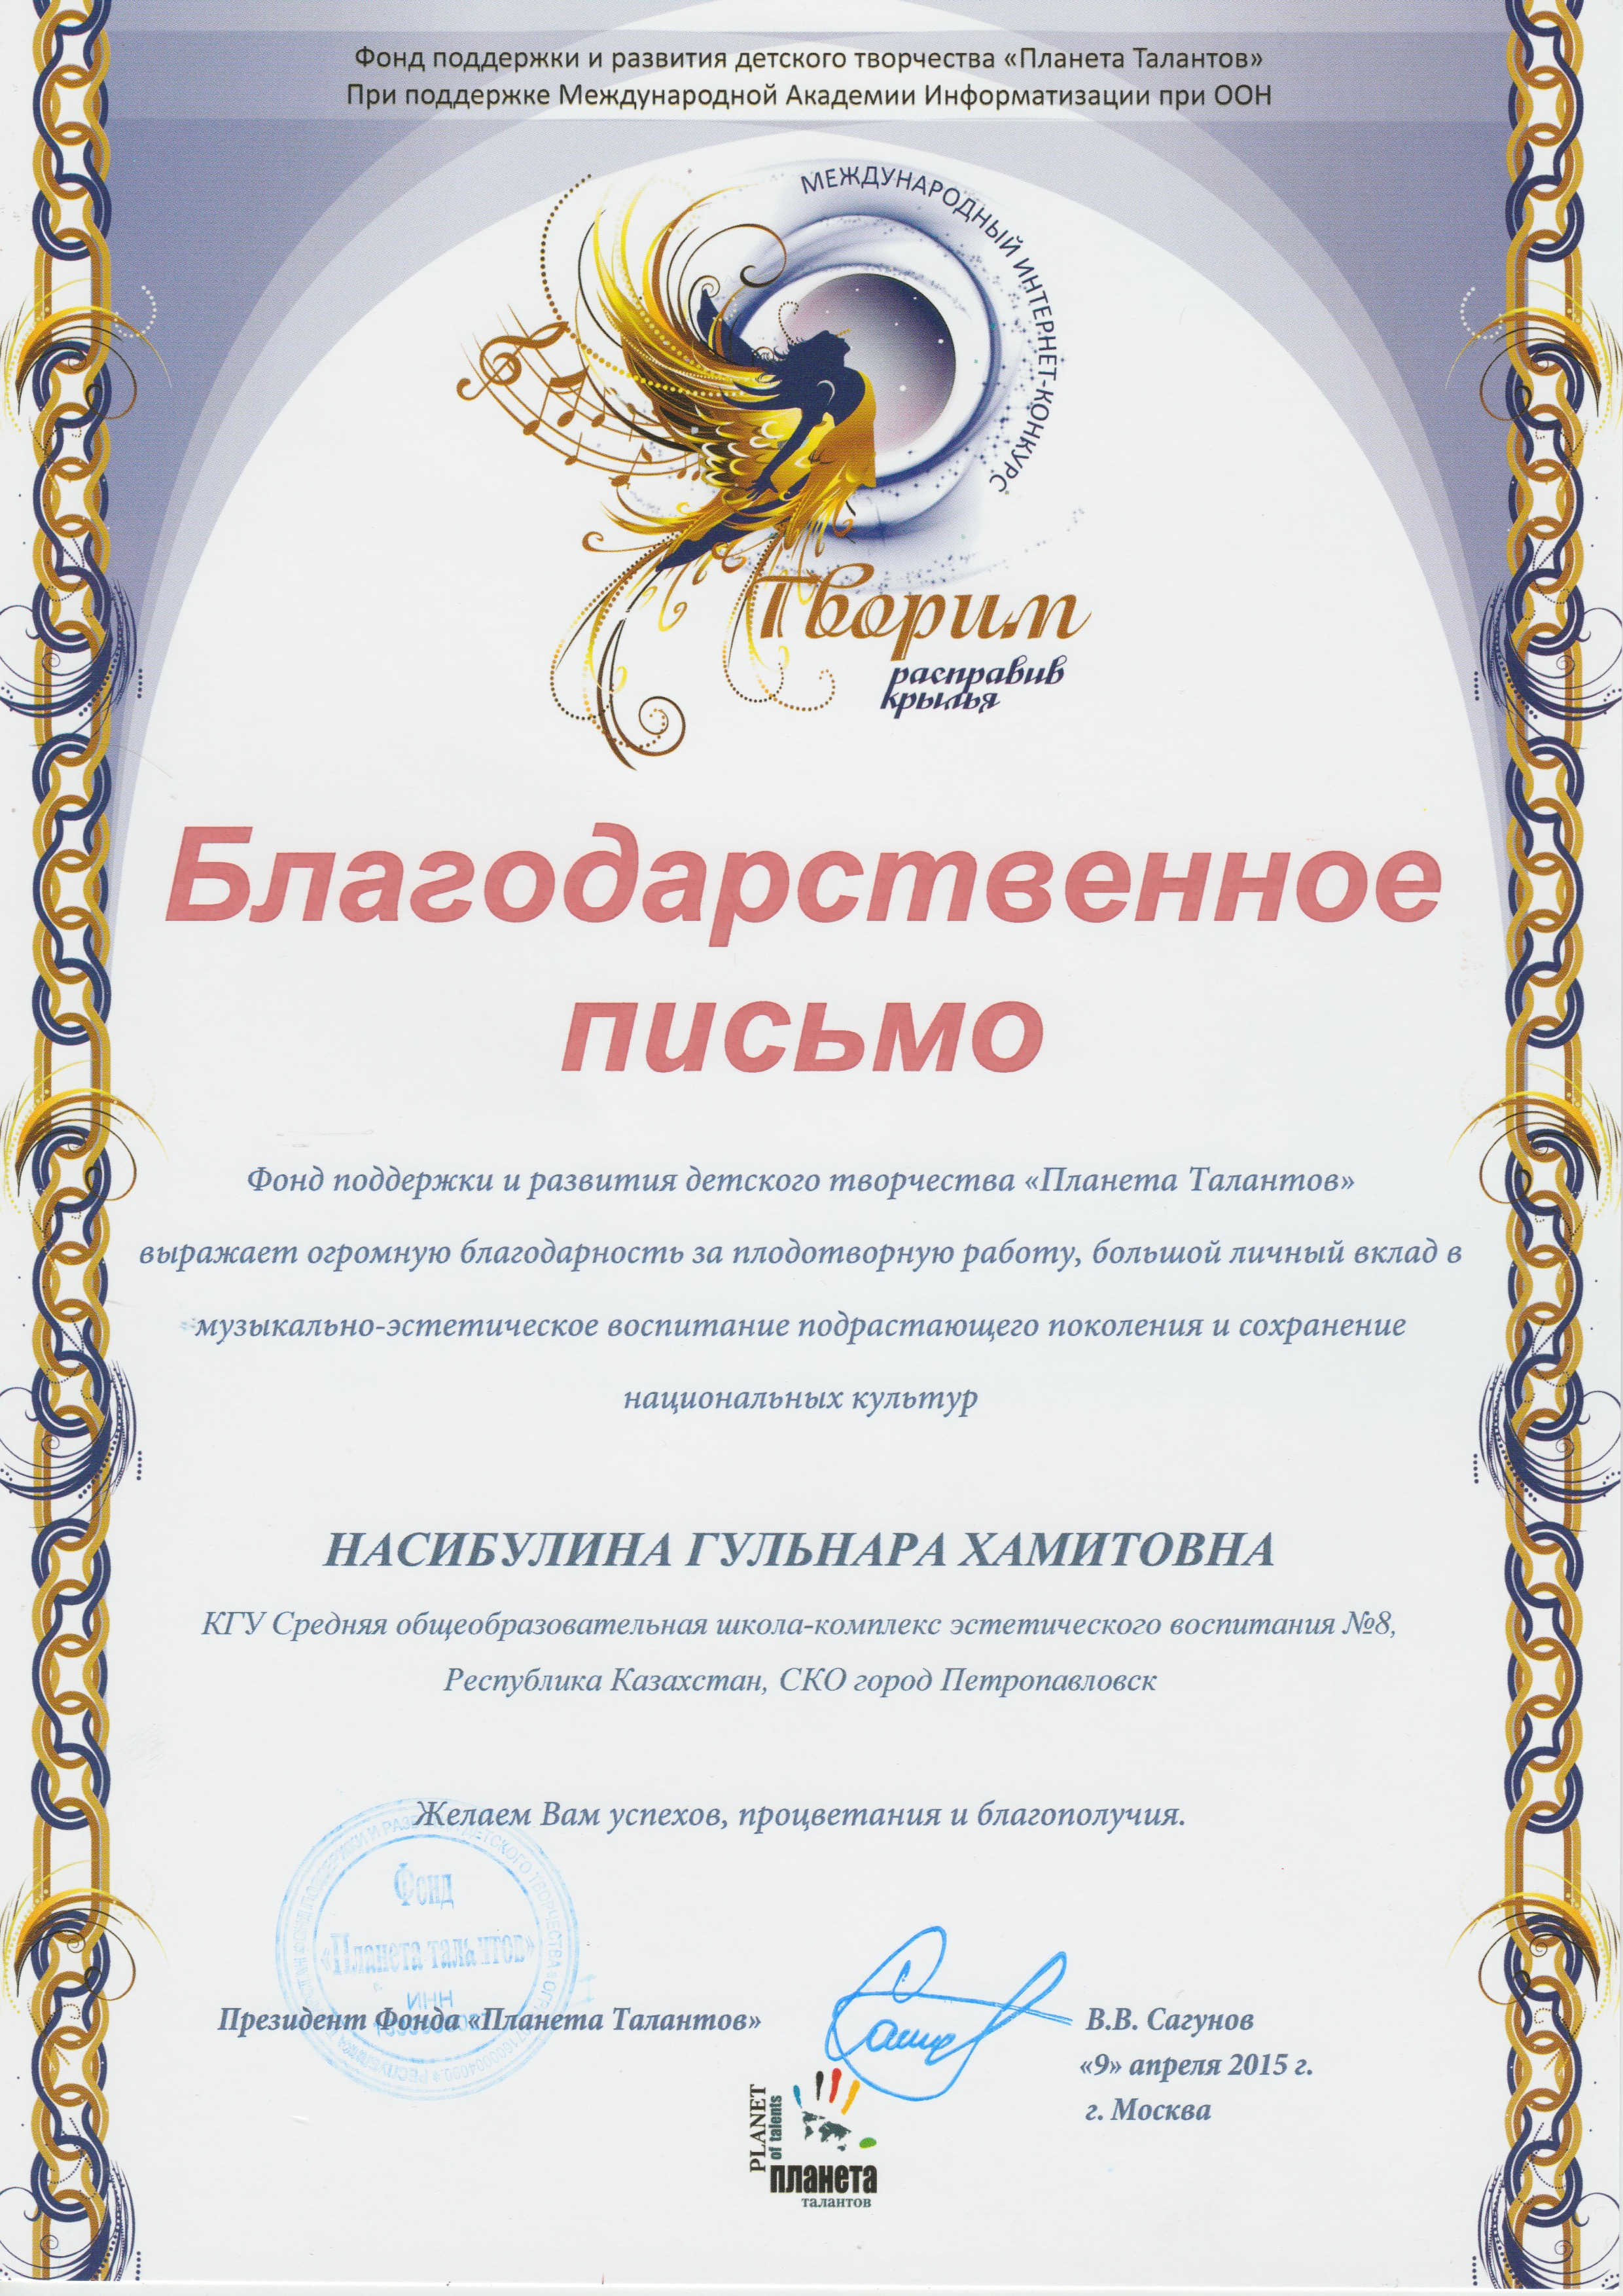 Фонд поддержки и развития детского творчества «Планета Талантов»
При поддержке Международной Академии Информатизации при ООН
МЕЖДУНАРОДНЫЙ ИНТЕРНЕТ-КОНКУРС
Творим
расправив
крылья
Благодарственное
письмо
Фонд поддержки и развития детского творчества «Планета Талантов»
выражает огромную благодарность за плодотворную работу, большой личный вклад в
музыкально-эстетическое воспитание подрастающего поколения и сохранение
национальных культур
НАСИБУЛИНА ГУЛЬНАРА ХАМИТОВНА
КГУ Средняя общеобразовательная школа-комплекс эстетического воспитания №8,
Республика Казахстан, СКО город Петропавловск
Желаем Вам успехов, процветания и благополучия.
Фонд
«Планета талантов»
ИНН
Президент Фонда «Планета Талантов»
В.В. Сагунов
«9» апреля 2015 г.
г. Москва
PLANET
of talents
планета
талантов